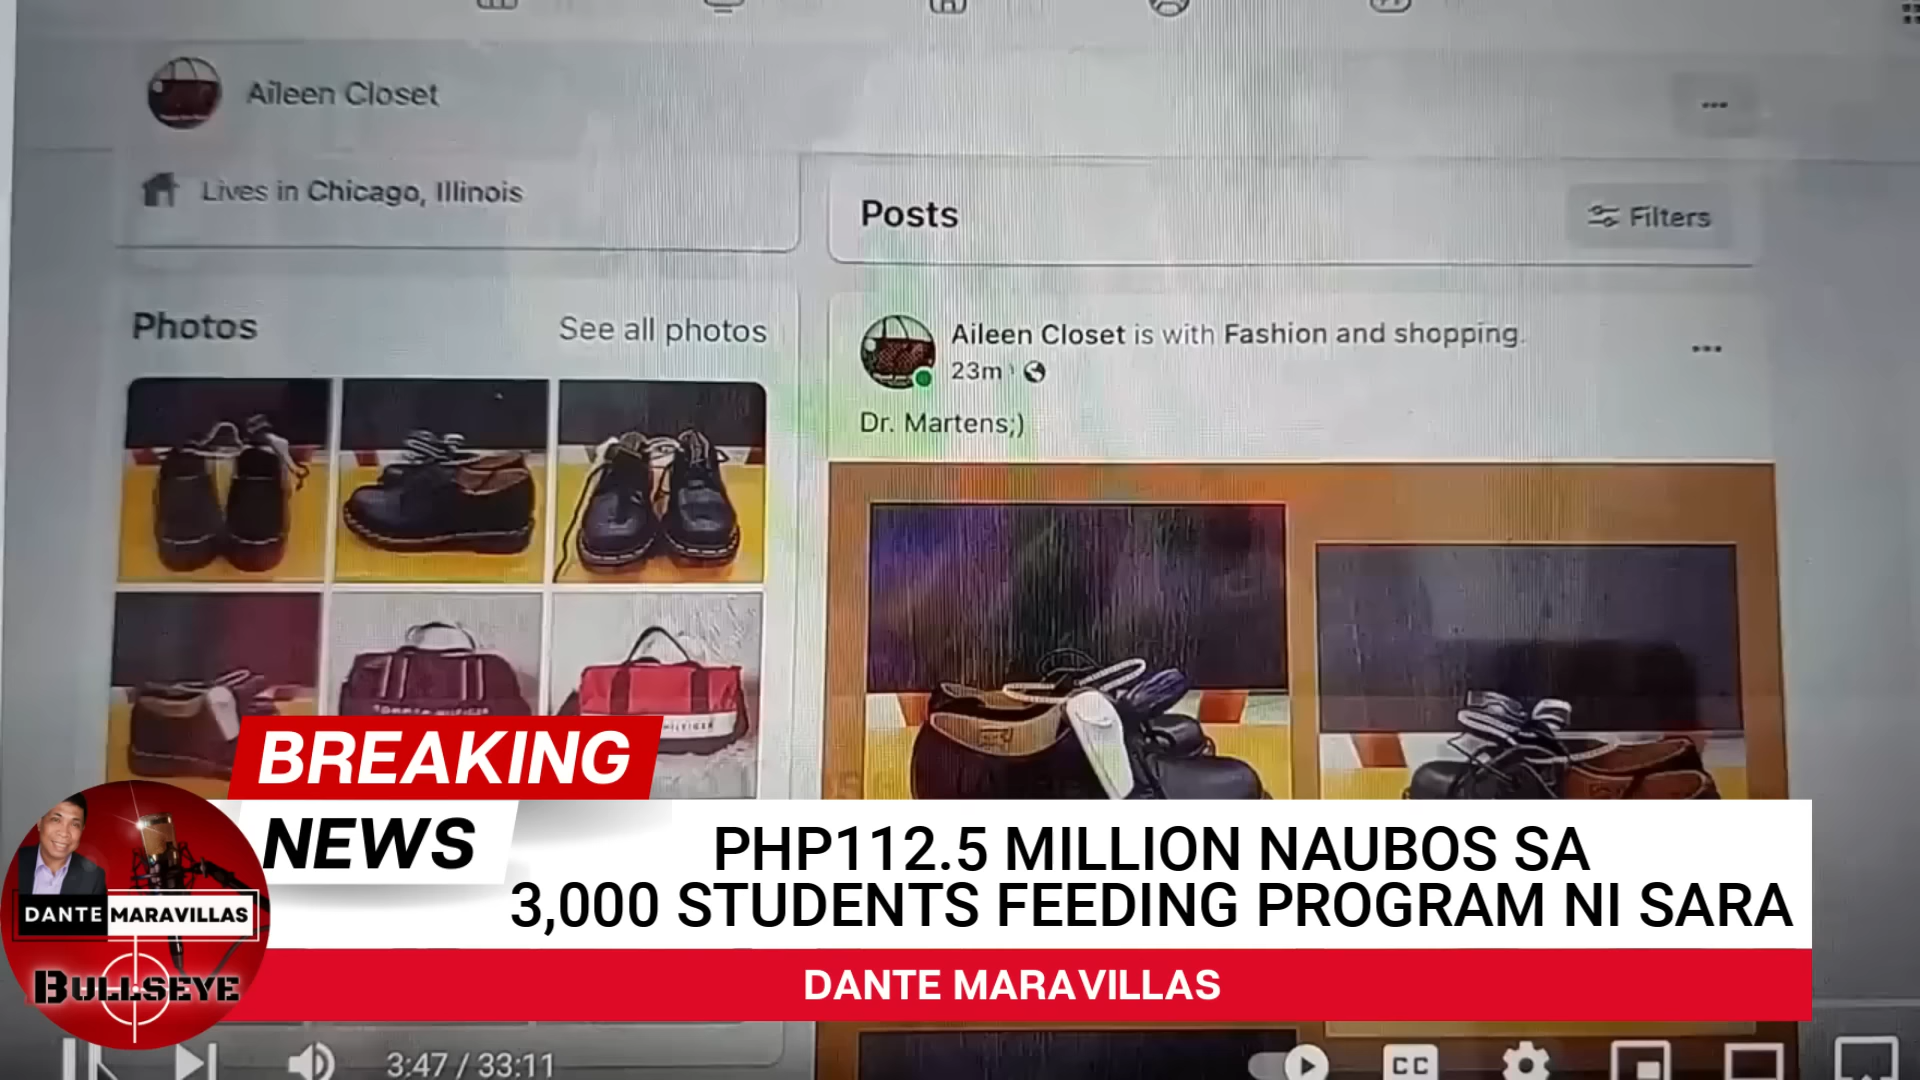 Aileen Closet
Lives in Chicago, Illinois
Photos
See all photos
Posts
Filters
Aileen Closet is with Fashion and shopping.
23m
Dr. Martens;)
BREAKING
NEWS
PHP112.5 MILLION NAUBOS SA
3,000 STUDENTS FEEDING PROGRAM NI SARA
DANTE MARAVILLAS
DANTE MARAVILLAS
BULLSEYE
3:47 / 33:11
CC